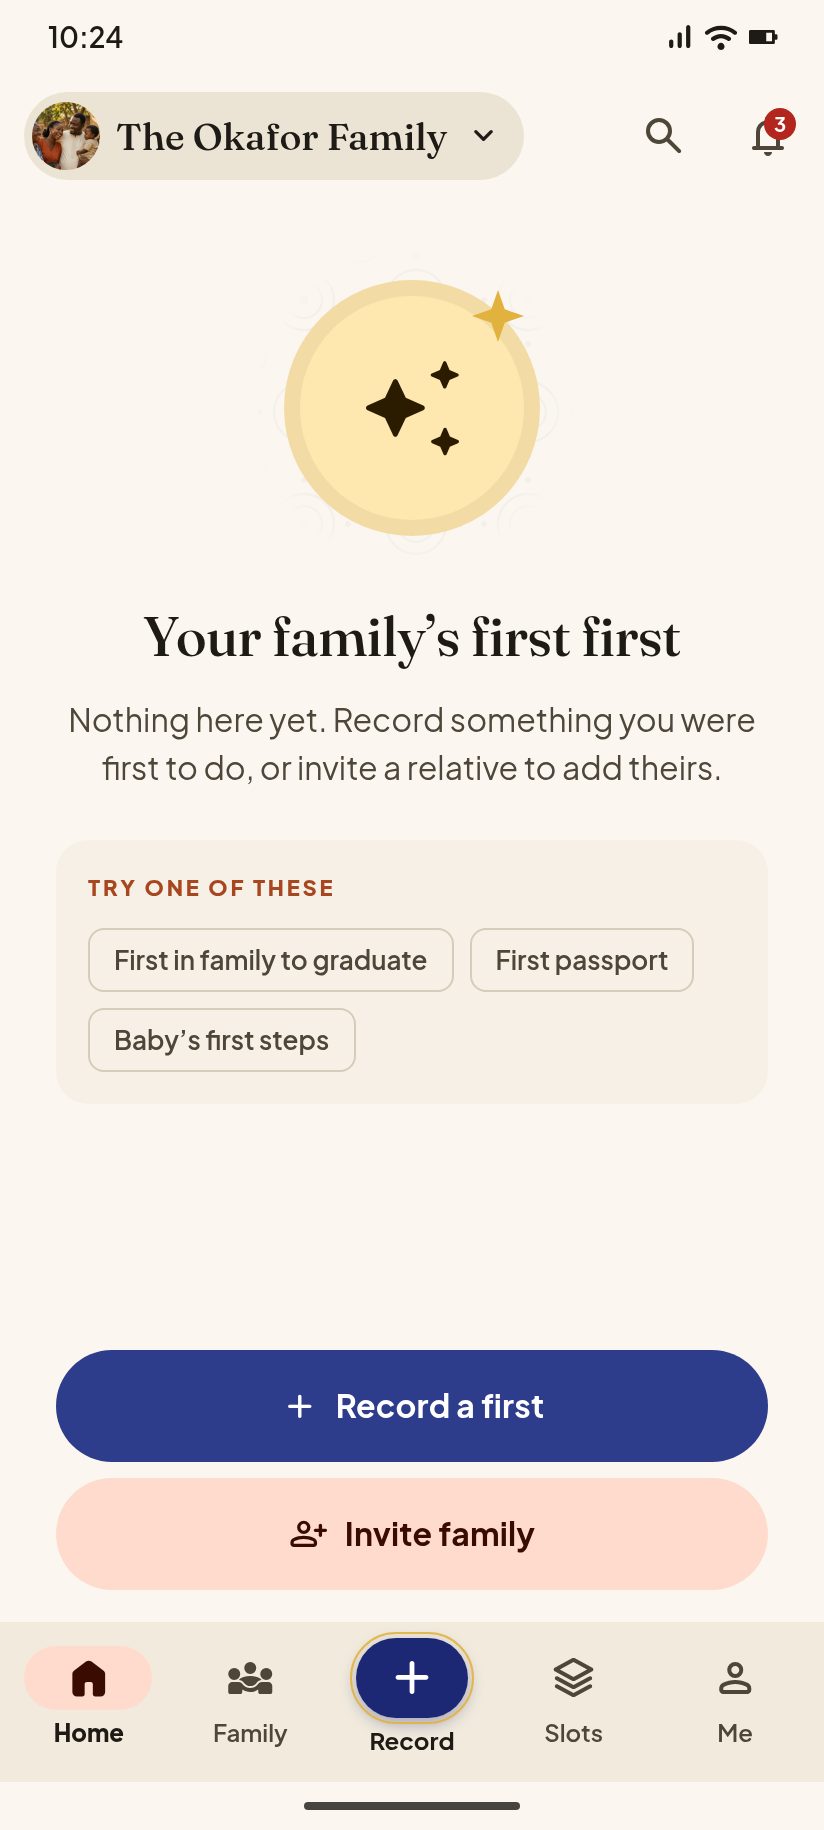 10:24
The Okafor Family
3
Your family’s first first
Nothing here yet. Record something you were
first to do, or invite a relative to add theirs.
TRY ONE OF THESE
First in family to graduate
First passport
Baby’s first steps
Record a first
Invite family
Home
Family
Record
Slots
Me